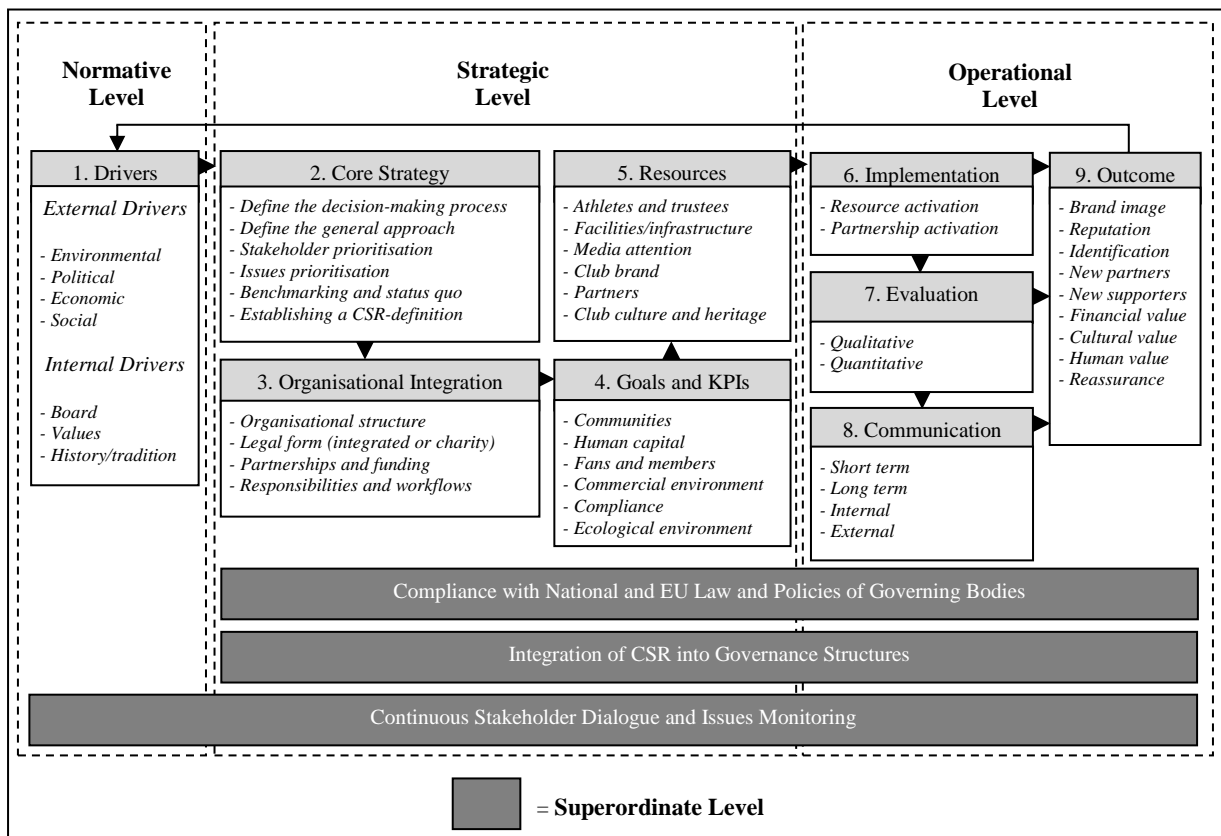 Normative
Level
Strategic
Level
Operational
Level
1. Drivers
External Drivers
- Environmental
- Political
- Economic
- Social
Internal Drivers
- Board
- Values
- History/tradition
2. Core Strategy
- Define the decision-making process
- Define the general approach
- Stakeholder prioritisation
- Issues prioritisation
- Benchmarking and status quo
- Establishing a CSR-definition
3. Organisational Integration
- Organisational structure
- Legal form (integrated or charity)
- Partnerships and funding
- Responsibilities and workflows
5. Resources
- Athletes and trustees
- Facilities/infrastructure
- Media attention
- Club brand
- Partners
- Club culture and heritage
4. Goals and KPIs
- Communities
- Human capital
- Fans and members
- Commercial environment
- Compliance
- Ecological environment
6. Implementation
- Resource activation
- Partnership activation
7. Evaluation
- Qualitative
- Quantitative
8. Communication
- Short term
- Long term
- Internal
- External
9. Outcome
- Brand image
- Reputation
- Identification
- New partners
- New supporters
- Financial value
- Cultural value
- Human value
- Reassurance
Compliance with National and EU Law and Policies of Governing Bodies
Integration of CSR into Governance Structures
Continuous Stakeholder Dialogue and Issues Monitoring
= Superordinate Level